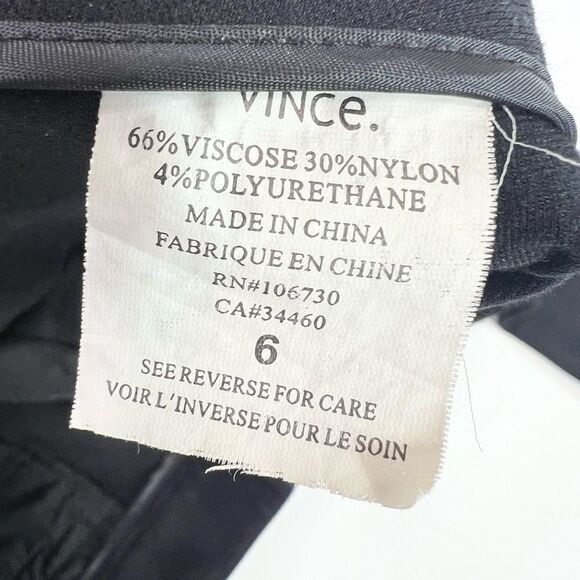 VINCe.
66%VISCOSE 30%NYLON
4%POLYURETHANE
MADE IN CHINA
FABRIQUE EN CHINE
RN#106730
CA#34460
6
SEE REVERSE FOR CARE
VOIR L'INVERSE POUR LE SOIN